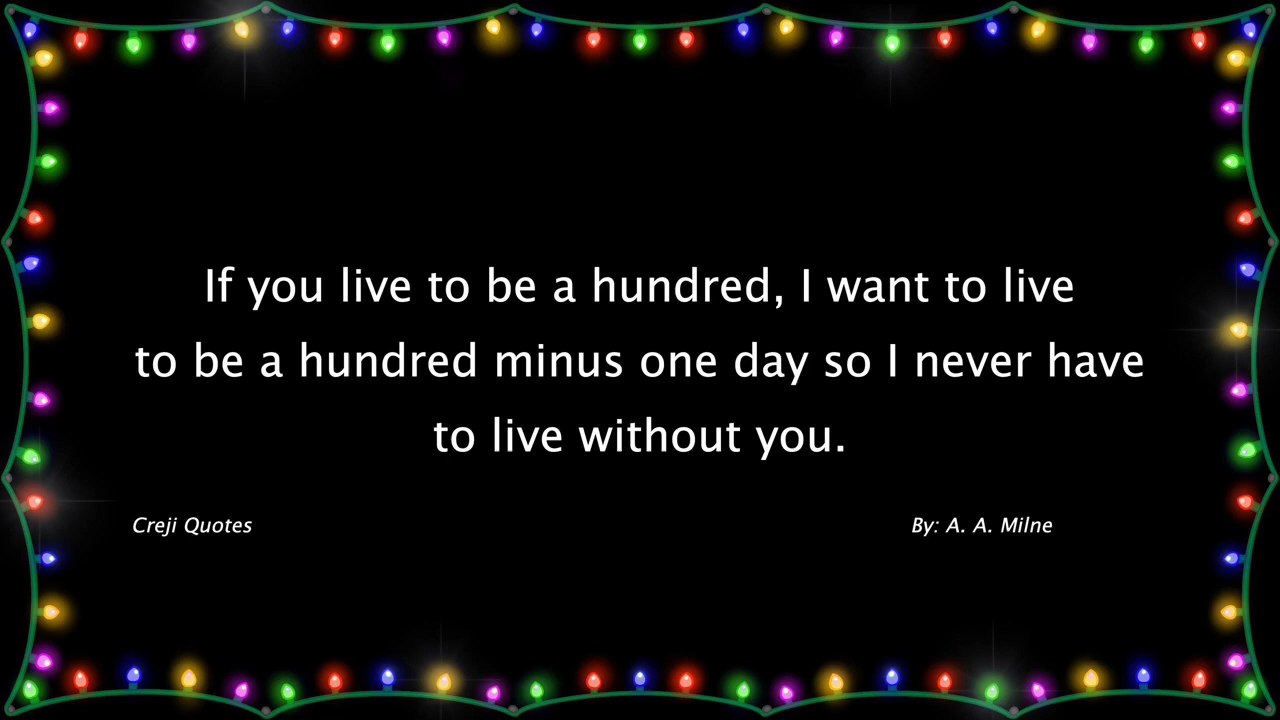 If you live to be a hundred, I want to live
to be a hundred minus one day so I never have
to live without you.
Creji Quotes
By: A. A. Milne